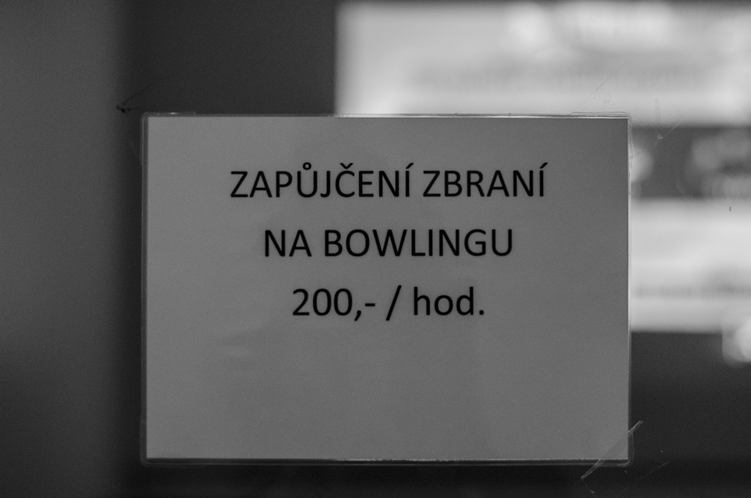 ZAPŮJČENÍ ZBRANÍ
NA BOWLINGU
200,- / hod.